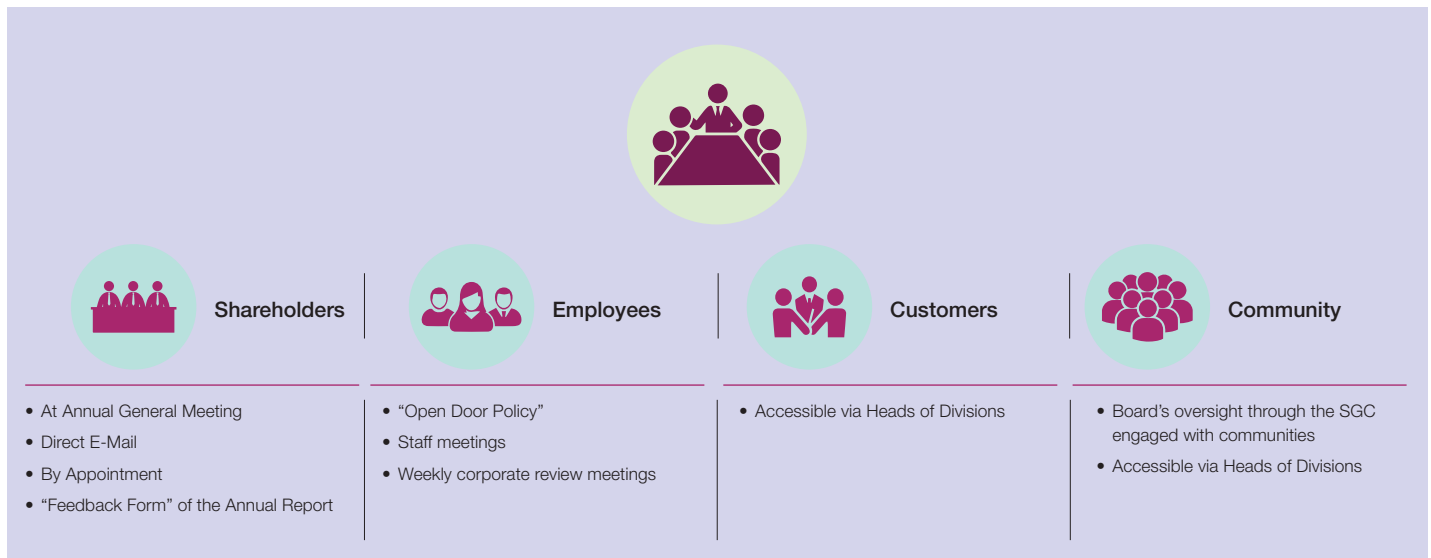 Shareholders
• At Annual General Meeting
• Direct E-Mail
• By Appointment
• “Feedback Form” of the Annual Report
Employees
• “Open Door Policy”
• Staff meetings
• Weekly corporate review meetings
Customers
• Accessible via Heads of Divisions
Community
• Board’s oversight through the SGC
engaged with communities
• Accessible via Heads of Divisions